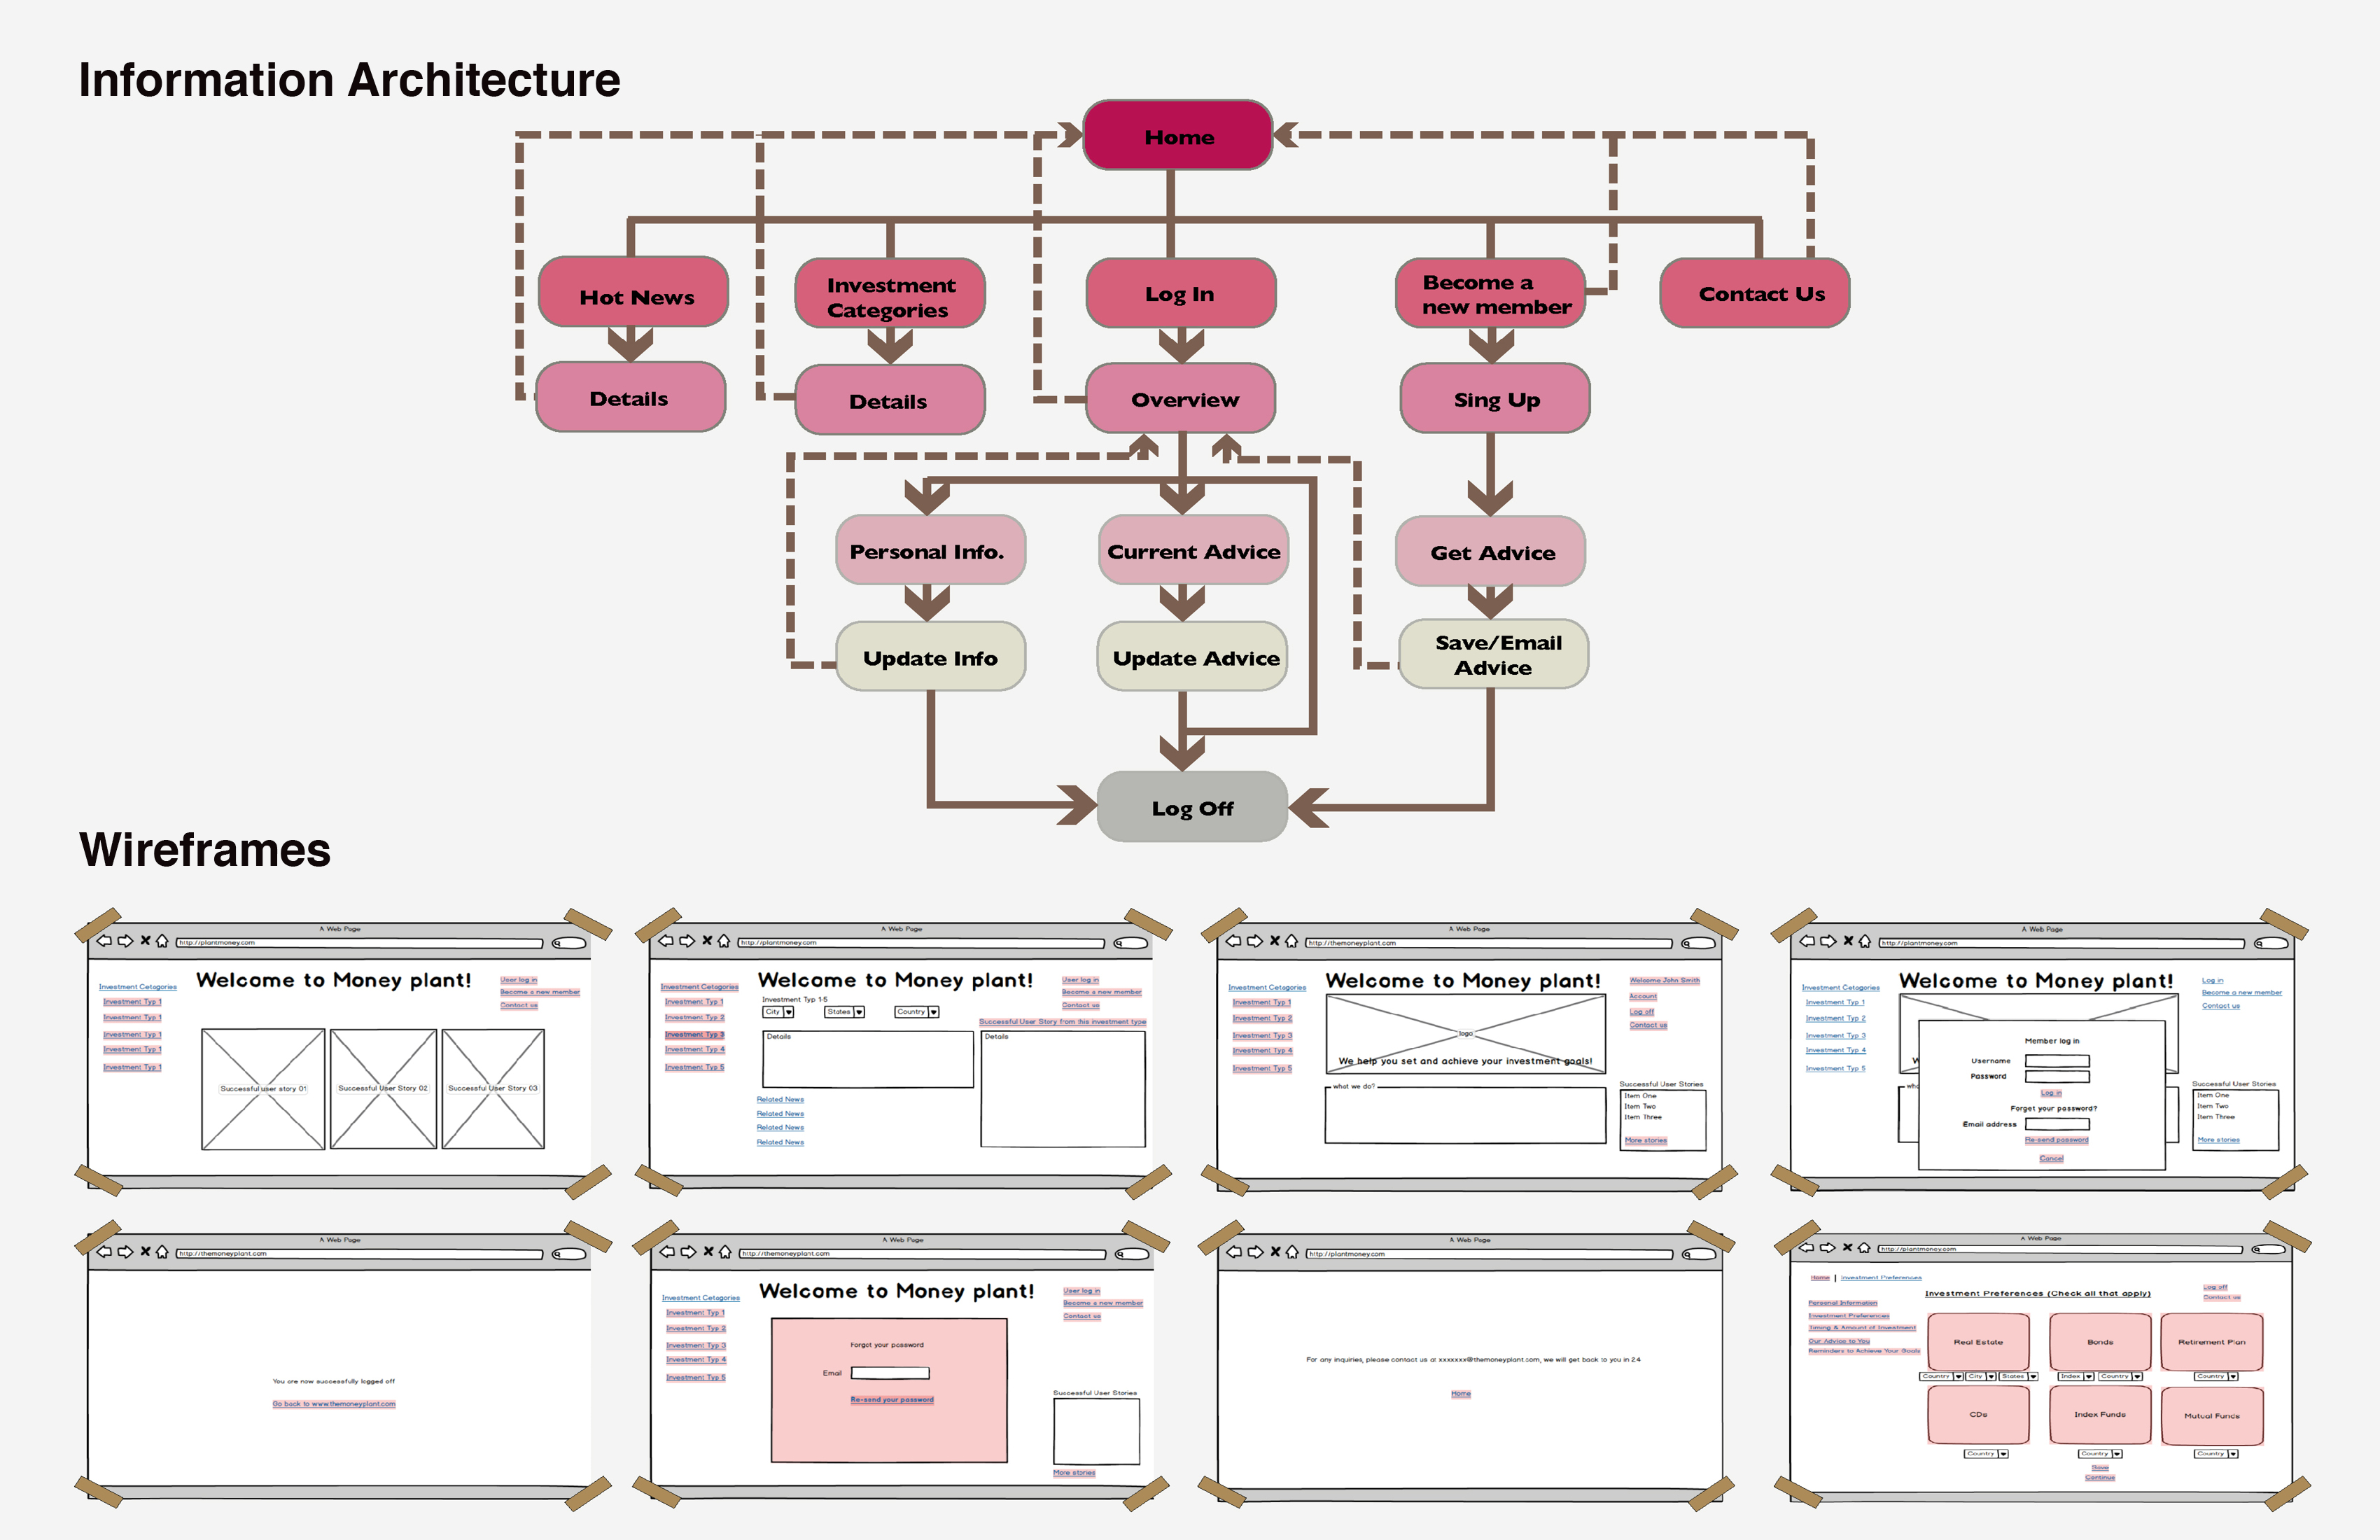 Information Architecture
Home
Hot News
Investment
Categories
Log In
Become a
new member
Contact Us
Details
Details
Overview
Sing Up
Personal Info.
Current Advice
Get Advice
Update Info
Update Advice
Save/Email
Advice
Log Off
Wireframes
A Web Page
http://plantmoney.com
Welcome to Money plant!
Investment Cetagories
Investment Typ 1
Investment Typ 1
Investment Typ 1
Investment Typ 1
Investment Typ 1
User log in
Become a new member
Contact us
Successful user story 01
Successful User Story 02
Successful User Story 03
A Web Page
http://plantmoney.com
Welcome to Money plant!
Investment Cetagories
Investment Typ 1
Investment Typ 2
Investment Typ 3
Investment Typ 4
Investment Typ 5
Investment Typ 1-5
City
States
Country
User log in
Become a new member
Contact us
Successful User Story from this investment type
Details
Details
Related News
Related News
Related News
Related News
A Web Page
http://themoneyplant.com
Welcome to Money plant!
Investment Cetagories
Investment Typ 1
Investment Typ 2
Investment Typ 3
Investment Typ 4
Investment Typ 5
Welcome John Smith
Account
Log off
Contact us
logo
We help you set and achieve your investment goals!
what we do?
Successful User Stories
Item One
Item Two
Item Three
More stories
A Web Page
http://plantmoney.com
Welcome to Money plant!
Investment Cetagories
Investment Typ 1
Investment Typ 2
Investment Typ 3
Investment Typ 4
Investment Typ 5
Log in
Become a new member
Contact us
Member log in
Username
Password
Log in
Forget your password?
Email address
Re-send password
Cancel
Successful User Stories
Item One
Item Two
Item Three
More stories
A Web Page
http://themoneyplant.com
You are now successfully logged off
Go back to www.themoneyplant.com
A Web Page
http://themoneyplant.com
Welcome to Money plant!
Investment Cetagories
Investment Typ 1
Investment Typ 2
Investment Typ 3
Investment Typ 4
Investment Typ 5
User log in
Become a new member
Contact us
Forgot your password
Email
Re-send your password
Successful User Stories
More stories
A Web Page
http://plantmoney.com
For any inquiries, please contact us at xxxxxxx@themoneyplant.com, we will get back to you in 24
Home
A Web Page
http://plantmoney.com
Home | Investment Preferences
Log off
Contact us
Investment Preferences (Check all that apply)
Personal Information
Investment Preferences
Timing & Amount of Investment
Our Advice to You
Reminders to Achieve Your Goals
Real Estate
Bonds
Retirement Plan
Country City States
Index Country
Country
CDs
Index Funds
Mutual Funds
Country
Country
Country
Save
Continue